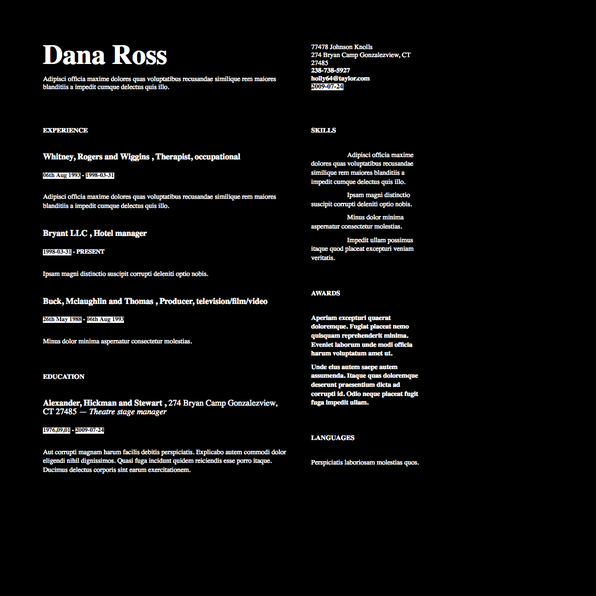 Dana Ross
Adipisci officia maxime dolores quas voluptatibus recusandae similique rem maiores
blanditiis a impedit cumque delectus quis illo.
77478 Johnson Knolls
274 Bryan Camp Gonzalezview, CT
27485
238-738-5927
holly64@taylor.com
2009-07-24
EXPERIENCE
Whitney, Rogers and Wiggins , Therapist, occupational
06th Aug 1993 - 1998-03-31
Adipisci officia maxime dolores quas voluptatibus recusandae similique rem maiores
blanditiis a impedit cumque delectus quis illo.
Bryant LLC , Hotel manager
1998-03-31 - PRESENT
Ipsam magni distinctio suscipit corrupti deleniti optio nobis.
Buck, Mclaughlin and Thomas , Producer, television/film/video
26th May 1988 - 06th Aug 1993
Minus dolor minima aspernatur consectetur molestias.
EDUCATION
Alexander, Hickman and Stewart , 274 Bryan Camp Gonzalezview,
CT 27485 — Theatre stage manager
1976.09.01 - 2009-07-24
Aut corrupti magnam harum facilis debitis perspiciatis. Explicabo autem commodi dolor
eligendi nihil dignissimos. Quasi fuga incidunt quidem reiciendis esse porro itaque.
Ducimus delectus corporis sint earum exercitationem.
SKILLS
Adipisci officia maxime
dolores quas voluptatibus recusandae
similique rem maiores blanditiis a
impedit cumque delectus quis illo.
Ipsam magni distinctio
suscipit corrupti deleniti optio nobis.
Minus dolor minima
aspernatur consectetur molestias.
Impedit ullam possimus
itaque quod placeat excepturi veniam
veritatis.
AWARDS
Aperiam excepturi quaerat
doloremque. Fugiat placeat nemo
quisquam reprehenderit minima.
Eveniet laborum unde modi officia
harum voluptatum amet ut.
Unde eius autem saepe autem
assumenda. Itaque quas doloremque
deserunt praesentium dicta ad
corrupti id. Odio neque placeat fugit
fuga impedit ullam.
LANGUAGES
Perspiciatis laboriosam molestias quos.